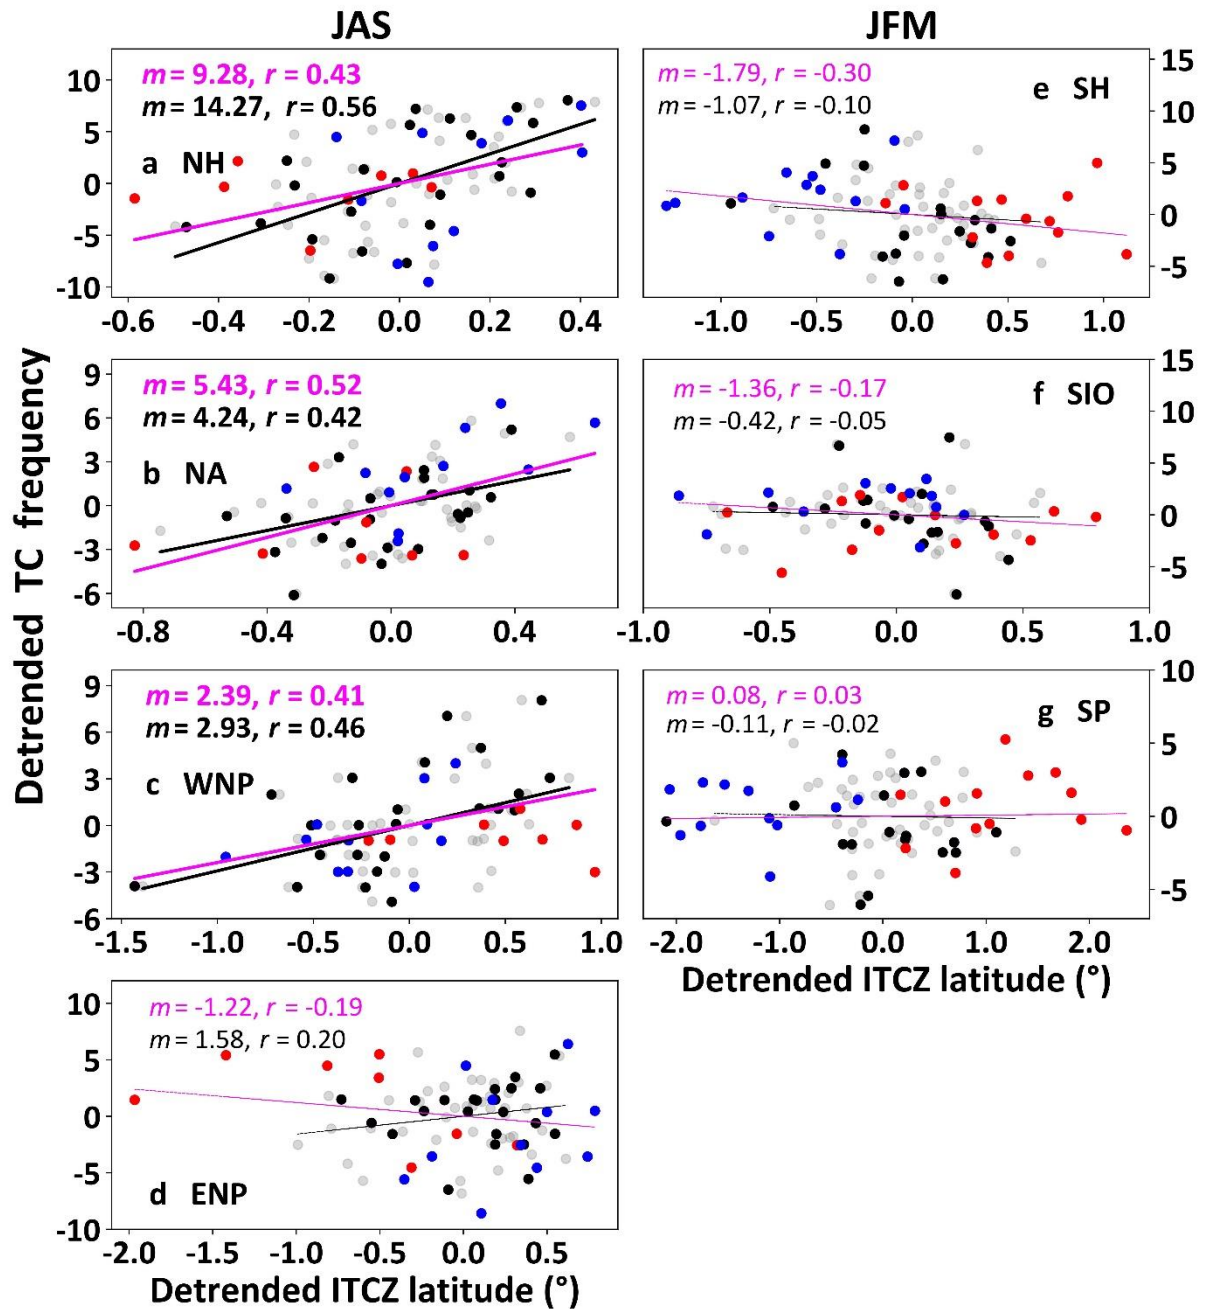 JAS
JFM
Detrended TC frequency
m= 9.28, r = 0.43
m= 14.27, r= 0.56
a NH
10
5
0
-5
-10
-0.6 -0.4 -0.2 0.0 0.2 0.4
m= -1.79, r = -0.30
m= -1.07, r = -0.10
e SH
15
10
5
0
-5
-1.0 -0.5 0.0 0.5 1.0
m= 5.43, r = 0.52
m= 4.24, r = 0.42
b NA
9
6
3
0
-3
-6
-0.8 -0.4 0.0 0.4
m= -1.36, r = -0.17
m= -0.42, r = -0.05
f SIO
15
10
5
0
-5
-1.0 -0.5 0.0 0.5 1.0
m= 2.39, r = 0.41
m= 2.93, r = 0.46
c WNP
9
6
3
0
-3
-6
-1.5 -1.0 -0.5 0.0 0.5 1.0
m= 0.08, r = 0.03
m= -0.11, r = -0.02
g SP
10
5
0
-5
-2.0 -1.0 0.0 1.0 2.0
Detrended ITCZ latitude (°)
m= -1.22, r = -0.19
m= 1.58, r = 0.20
d ENP
10
5
0
-5
-10
-2.0 -1.5 -1.0 -0.5 0.0 0.5
Detrended ITCZ latitude (°)